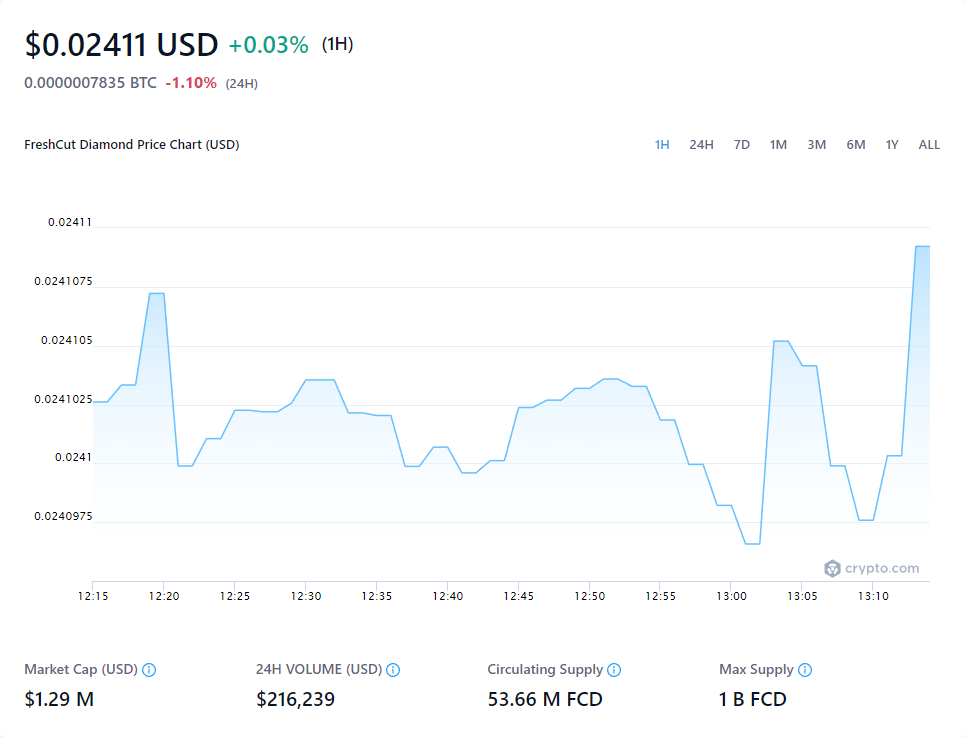 $0.02411 USD +0.03% (1H)
0.0000007835 BTC -1.10% (24H)
FreshCut Diamond Price Chart (USD)
1H 24H 7D 1M 3M 6M 1Y ALL
0.02411
0.0241075
0.024105
0.0241025
0.0241
0.0240975
crypto.com
12:15 12:20 12:25 12:30 12:35 12:40 12:45 12:50 12:55 13:00 13:05 13:10
Market Cap (USD) 24H VOLUME (USD) Circulating Supply Max Supply
$1.29 M $216,239 53.66 M FCD 1 B FCD